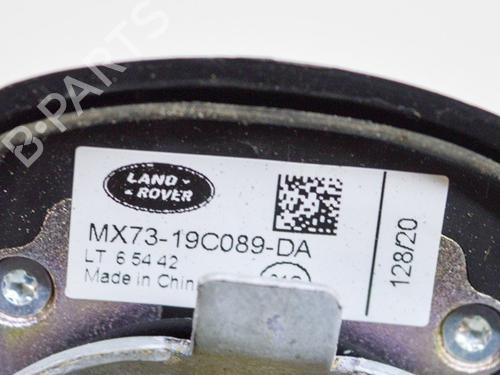 B-PARTS
LAND
ROVER
MX73-19C089-DA
LT 6 54 42
Made in China
128/20